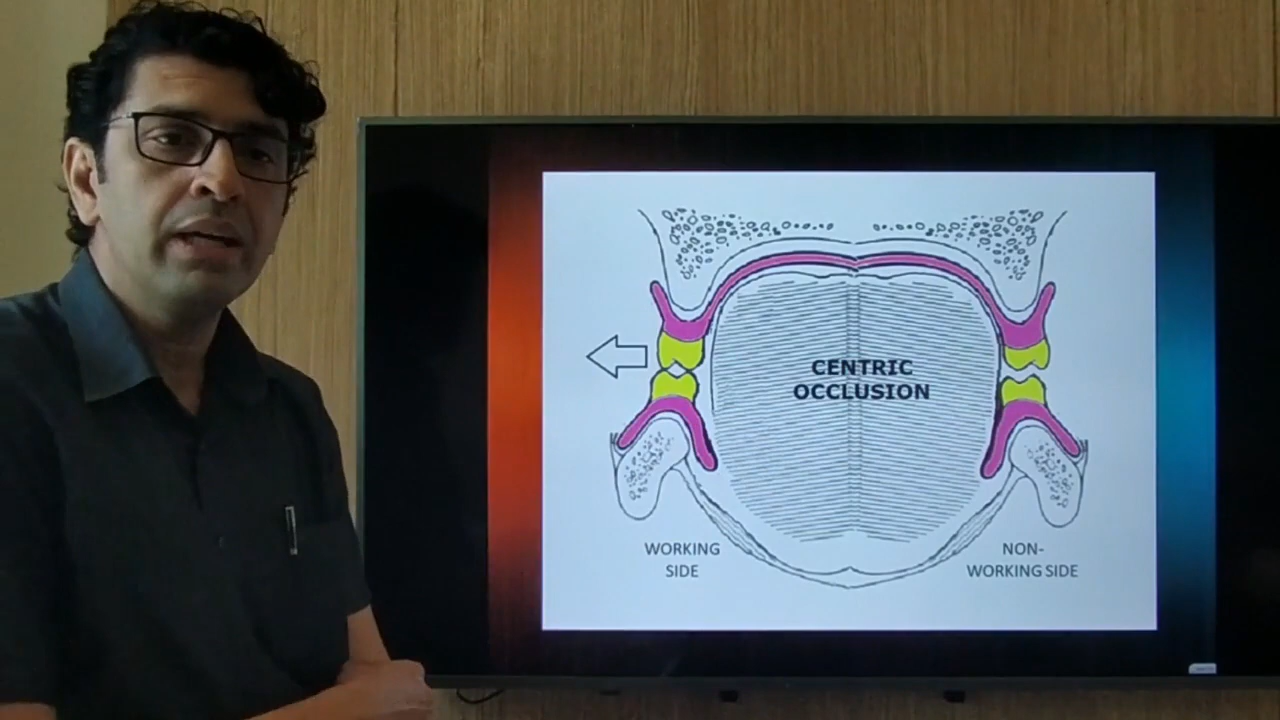 CENTRIC
OCCLUSION
WORKING
SIDE
NON-
WORKING SIDE